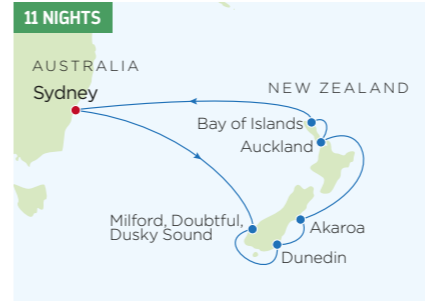 11 NIGHTS
AUSTRALIA
Sydney
NEW ZEALAND
Bay of Islands
Auckland
Milford, Doubtful,
Dusky Sound
Akaroa
Dunedin